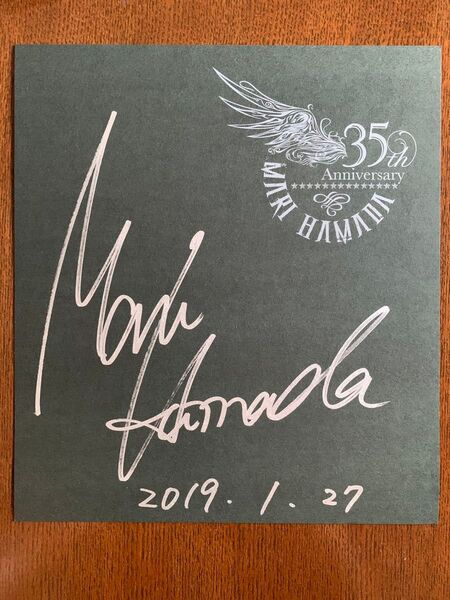 35th
Anniversary
MARI HAMADA
Mari
Hamada
2019. 1. 27